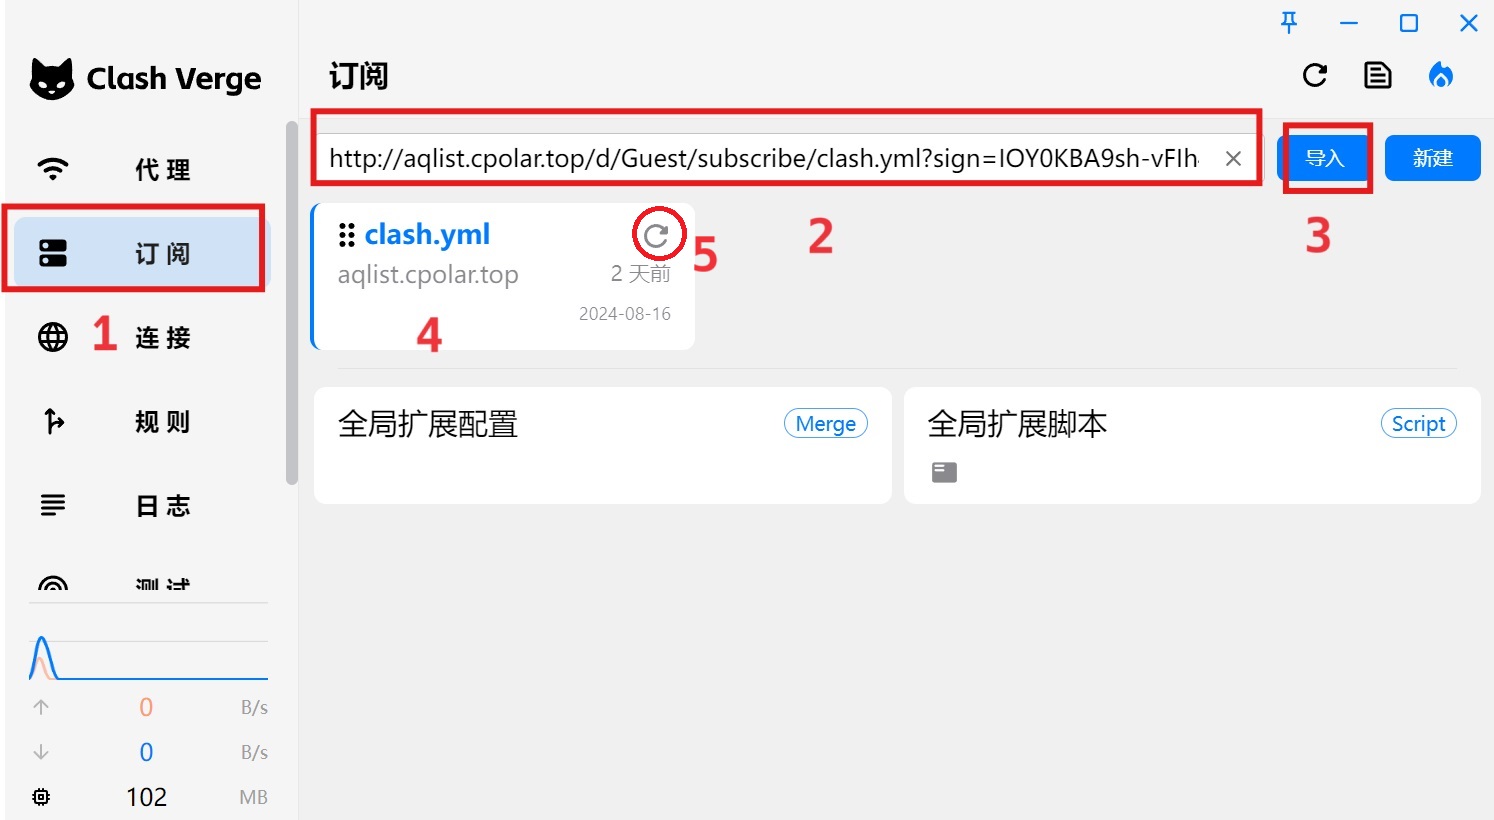 Clash Verge
代 理
订 阅
1
连 接
规 则
日 志
测 试
0 B/s
0 B/s
102 MB
订阅
http://aqlist.cpolar.top/d/Guest/subscribe/clash.yml?sign=IOY0KBA9sh-vFIh
导入
新建
2
3
clash.yml
5
aqlist.cpolar.top
2 天前
2024-08-16
4
全局扩展配置
Merge
全局扩展脚本
Script